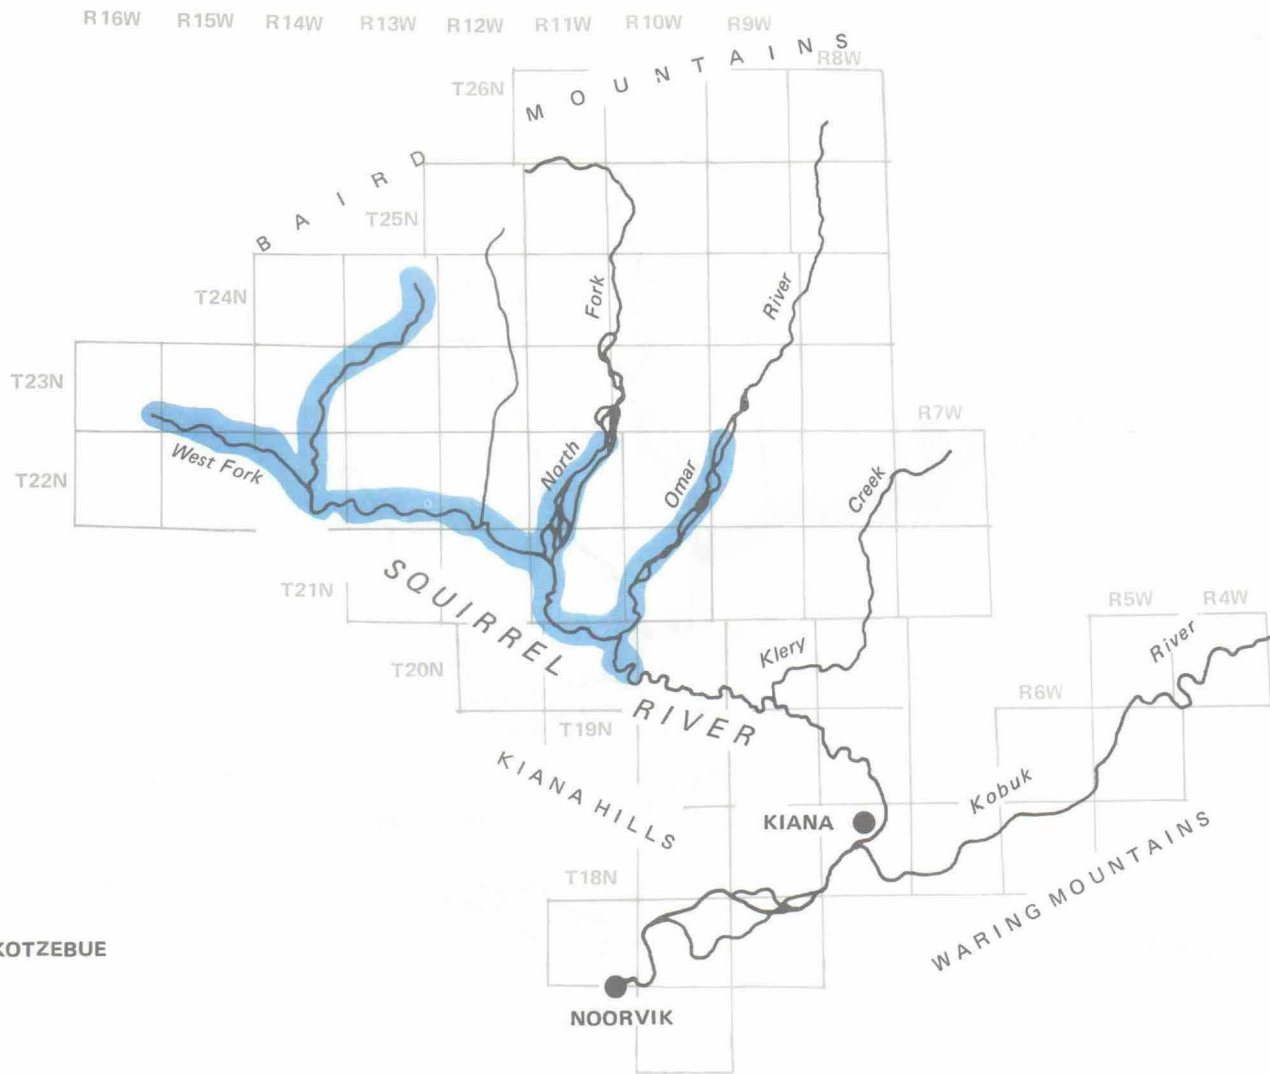 R16W R15W R14W R13W R12W R11W R10W R9W
R8W
BAIRD MOUNTAINS
T26N
T25N
T24N
T23N
T22N
R7W
Fork
River
North
Omar
West Fork
Creek
SQUIRREL RIVER
T21N
R5W R4W
Klery
River
T20N
R6W
T19N
KIANA HILLS
Kobuk
KIANA
WARING MOUNTAINS
T18N
KOTZEBUE
NOORVIK